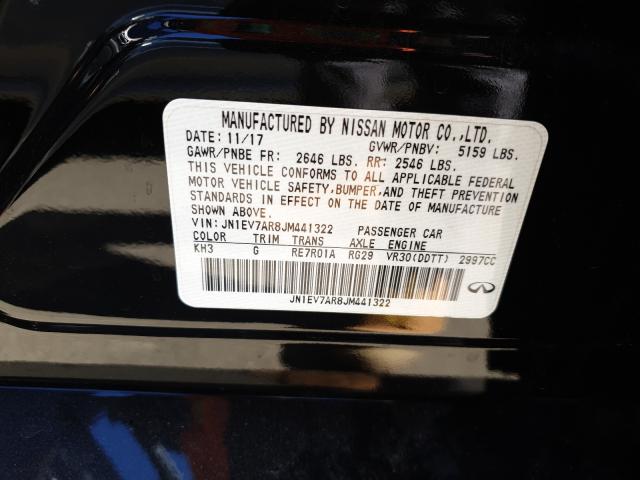 MANUFACTURED BY NISSAN MOTOR CO.,LTD.
DATE: 11/17 GVWR/PNBV: 5159 LBS.
GAWR/PNBE FR: 2646 LBS. RR: 2546 LBS.
THIS VEHICLE CONFORMS TO ALL APPLICABLE FEDERAL
MOTOR VEHICLE SAFETY, BUMPER, AND THEFT PREVENTION
STANDARDS IN EFFECT ON THE DATE OF MANUFACTURE
SHOWN ABOVE.
VIN: JN1EV7AR8JM441322 PASSENGER CAR
COLOR TRIM TRANS AXLE ENGINE
KH3 G RE7R01A RG29 VR30(DDTT) 2997CC
JN1EV7AR8JM441322